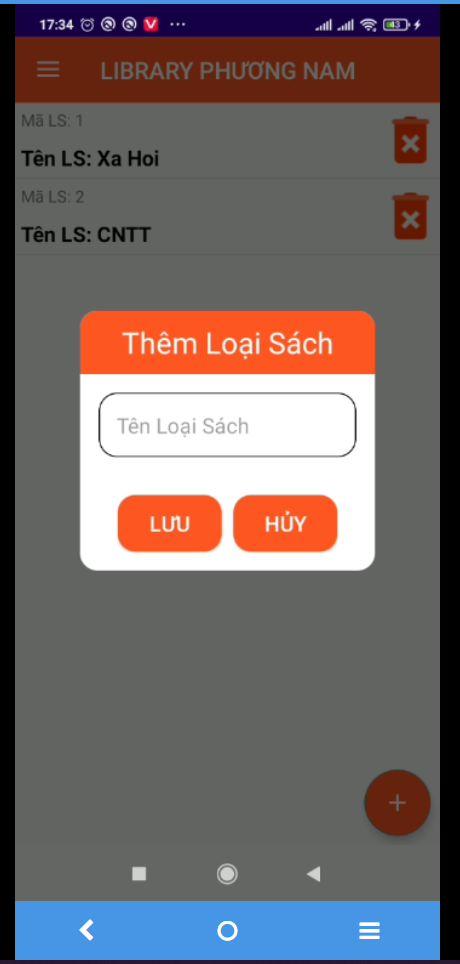 17:34
43
LIBRARY PHƯƠNG NAM
Mã LS: 1
Tên LS: Xa Hoi
Mã LS: 2
Tên LS: CNTT
Thêm Loại Sách
Tên Loại Sách
LƯU HỦY